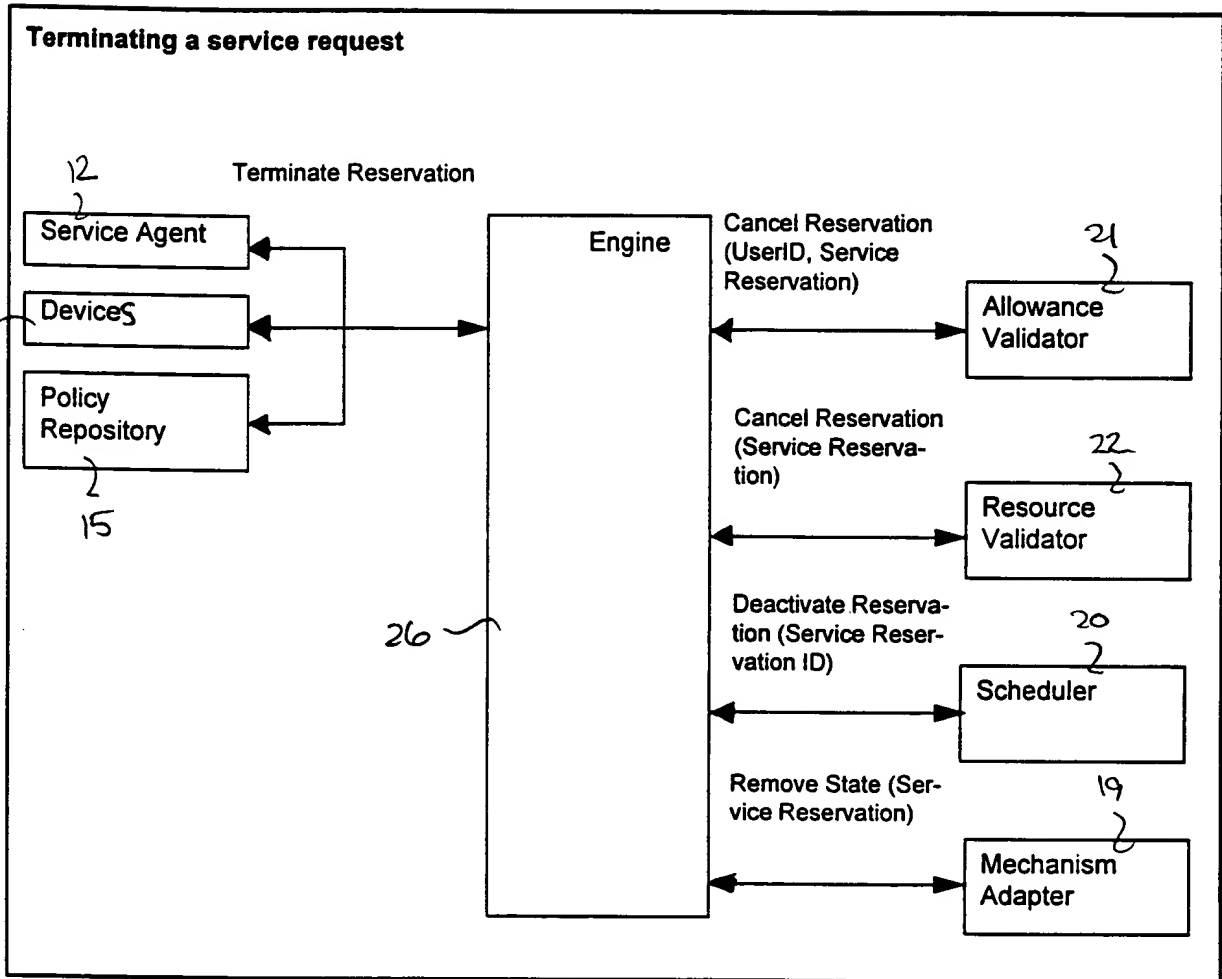 Terminating a service request
12
Terminate Reservation
Service Agent
Devices
Policy
Repository
15
Engine
26
Cancel Reservation
(UserID, Service
Reservation)
21
Allowance
Validator
Cancel Reservation
(Service Reserva-
tion)
22
Resource
Validator
Deactivate Reserva-
tion (Service Reser-
vation ID)
20
Scheduler
Remove State (Ser-
vice Reservation)
19
Mechanism
Adapter